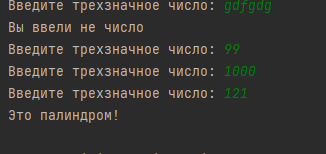 Введите трехзначное число: gdfgdg
Вы ввели не число
Введите трехзначное число: 99
Введите трехзначное число: 1000
Введите трехзначное число: 121
Это палиндром!